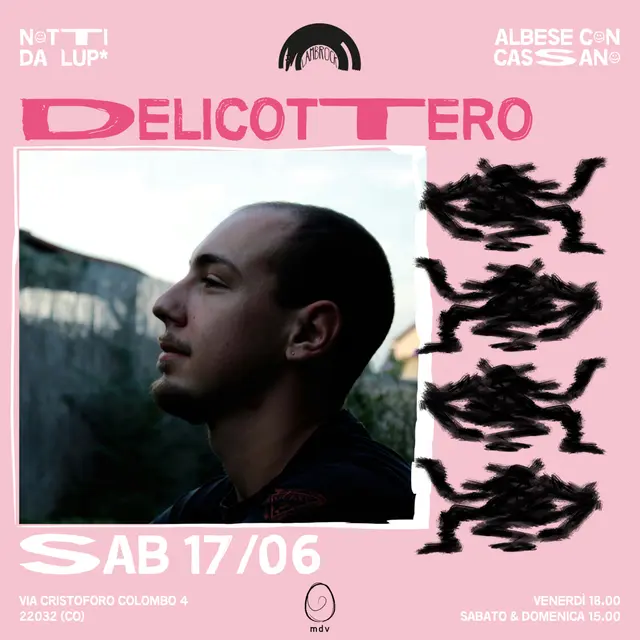 NOTTI
DA LUP*
LAMBROCK
ALBESE CON
CASSANO
DELICOTTERO
SAB 17/06
VIA CRISTOFORO COLOMBO 4
22032 (CO)
mdv
VENERDÌ 18.00
SABATO & DOMENICA 15.00